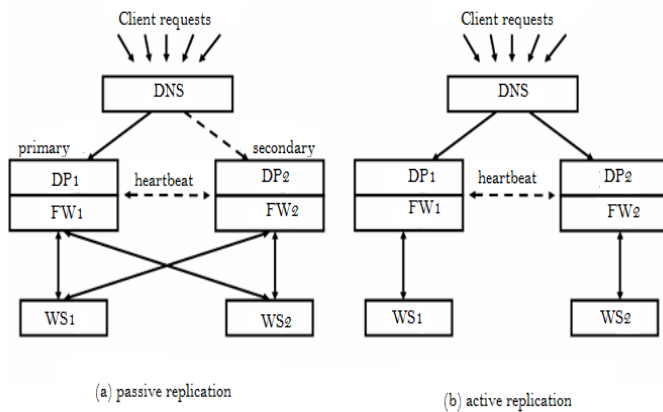 Client requests
DNS
primary
secondary
DP1
heartbeat
DP2
FW1
FW2
WS1
WS2
(a) passive replication
Client requests
DNS
DP1
heartbeat
DP2
FW1
FW2
WS1
WS2
(b) active replication